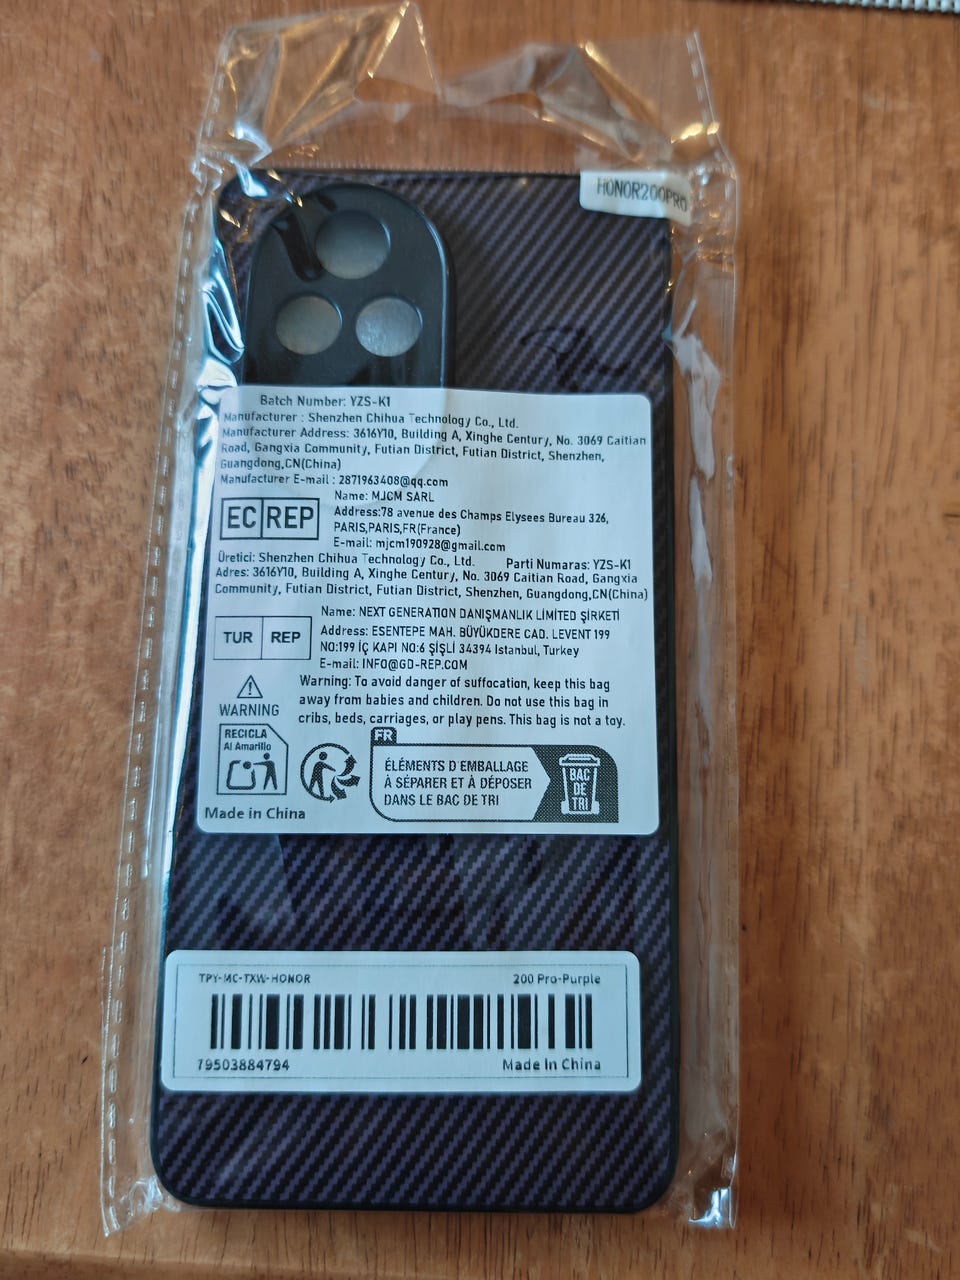 HONOR200PRO
Batch Number: YZS-K1
Manufacturer : Shenzhen Chihua Technology Co., Ltd.
Manufacturer Address: 3616Y10, Building A, Xinghe Century, No. 3069 Caitian
Road, Gangxia Community, Futian District, Futian District, Shenzhen,
Guangdong,CN(China)
Manufacturer E-mail : 2871963408@qq.com
EC REP
Name: MJCM SARL
Address:78 avenue des Champs Elysees Bureau 326,
PARIS,PARIS,FR(France)
E-mail: mjcm190928@gmail.com
Üretici: Shenzhen Chihua Technology Co., Ltd. Parti Numaras: YZS-K1
Adres: 3616Y10, Building A, Xinghe Century, No. 3069 Caitian Road, Gangxia
Community, Futian District, Futian District, Shenzhen, Guangdong,CN(China)
TUR REP
Name: NEXT GENERATION DANIŞMANLIK LİMİTED ŞİRKETİ
Address: ESENTEPE MAH. BÜYÜKDERE CAD. LEVENT 199
NO:199 İÇ KAPI NO:6 ŞİŞLİ 34394 Istanbul, Turkey
E-mail: INFO@GD-REP.COM
WARNING
Warning: To avoid danger of suffocation, keep this bag
away from babies and children. Do not use this bag in
cribs, beds, carriages, or play pens. This bag is not a toy.
RECICLA
Al Amarillo
FR
ÉLÉMENTS D'EMBALLAGE
À SÉPARER ET À DÉPOSER
DANS LE BAC DE TRI
BAC
DE
TRI
Made in China
TPY-MC-TXW-HONOR 200 Pro-Purple
79503884794 Made In China